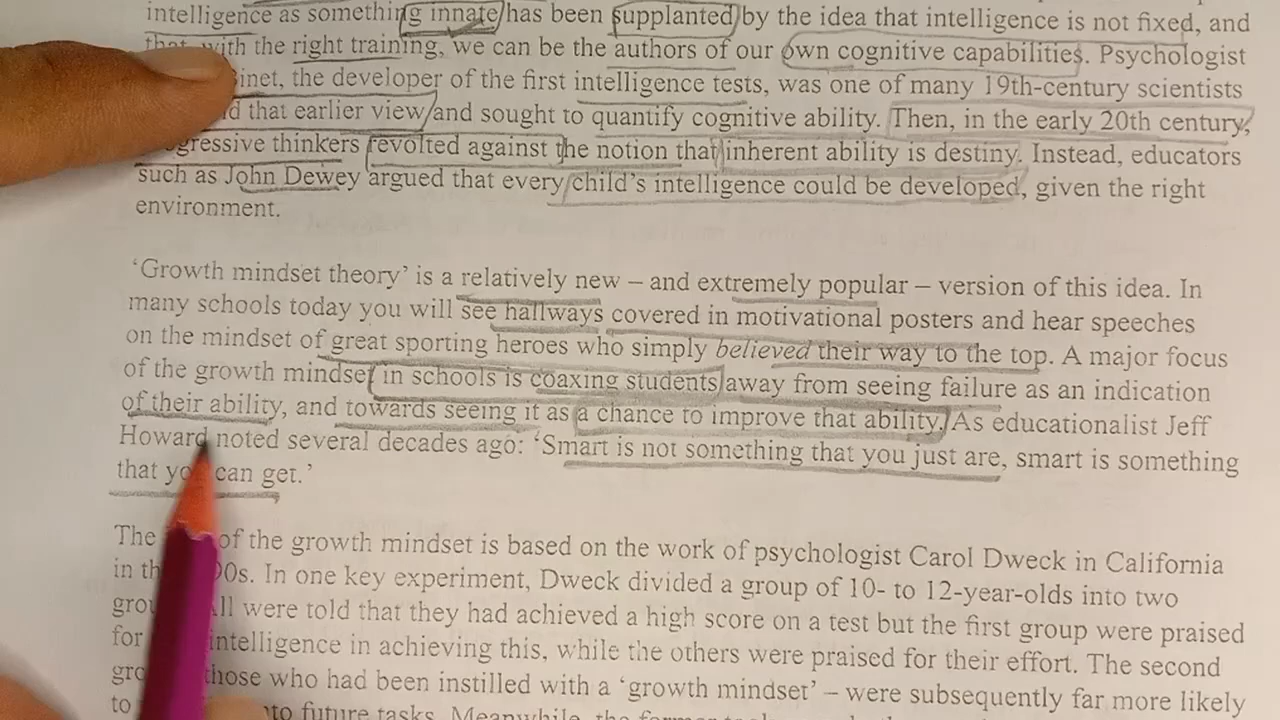 intelligence as something innate has been supplanted by the idea that intelligence is not fixed, and
that, with the right training, we can be the authors of our own cognitive capabilities. Psychologist
inet, the developer of the first intelligence tests, was one of many 19th-century scientists
that earlier view and sought to quantify cognitive ability. Then, in the early 20th century,
gressive thinkers revolted against the notion that inherent ability is destiny. Instead, educators
such as John Dewey argued that every child's intelligence could be developed, given the right
environment.
'Growth mindset theory' is a relatively new – and extremely popular – version of this idea. In
many schools today you will see hallways covered in motivational posters and hear speeches
on the mindset of great sporting heroes who simply believed their way to the top. A major focus
of the growth mindset in schools is coaxing students away from seeing failure as an indication
of their ability, and towards seeing it as a chance to improve that ability. As educationalist Jeff
Howard noted several decades ago: 'Smart is not something that you just are, smart is something
that you can get.'
The of the growth mindset is based on the work of psychologist Carol Dweck in California
in the 90s. In one key experiment, Dweck divided a group of 10- to 12-year-olds into two
All were told that they had achieved a high score on a test but the first group were praised
for intelligence in achieving this, while the others were praised for their effort. The second
those who had been instilled with a 'growth mindset' – were subsequently far more likely
to into future tasks. Meanwhile, the former